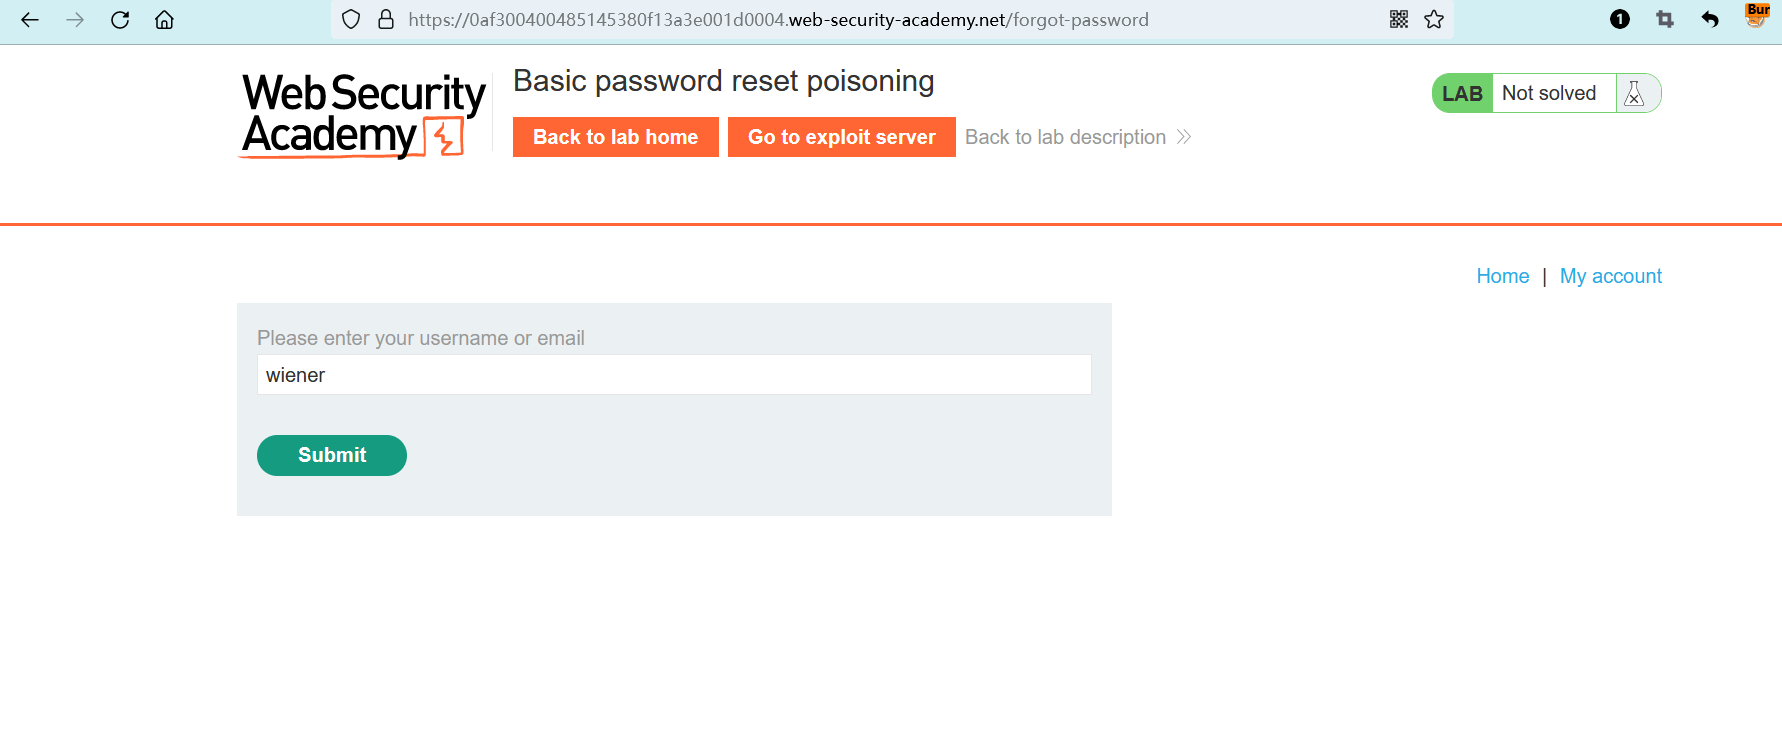 https://0af300400485145380f13a3e001d0004.web-security-academy.net/forgot-password
1
Bur
WebSecurity
Academy
Basic password reset poisoning
Back to lab home
Go to exploit server
Back to lab description
LAB
Not solved
Home | My account
Please enter your username or email
wiener
Submit